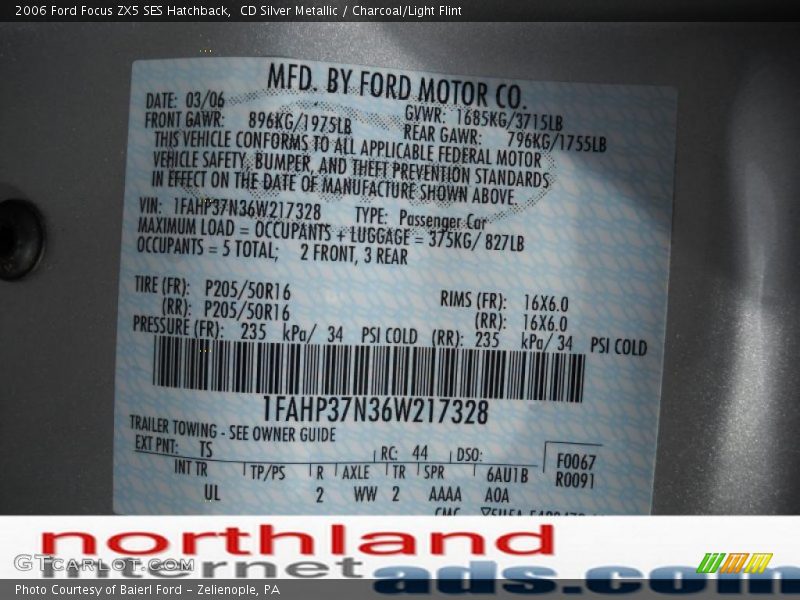 2006 Ford Focus ZX5 SES Hatchback,  CD Silver Metallic / Charcoal/Light Flint
MFD. BY FORD MOTOR CO.
DATE: 03/06 GVWR: 1685KG/3715LB
FRONT GAWR: 896KG/1975LB REAR GAWR: 796KG/1755LB
THIS VEHICLE CONFORMS TO ALL APPLICABLE FEDERAL MOTOR
VEHICLE SAFETY, BUMPER, AND THEFT PREVENTION STANDARDS
IN EFFECT ON THE DATE OF MANUFACTURE SHOWN ABOVE.
VIN: 1FAHP37N36W217328 TYPE: Passenger Car
MAXIMUM LOAD = OCCUPANTS + LUGGAGE = 375KG/ 827LB
OCCUPANTS = 5 TOTAL; 2 FRONT, 3 REAR
TIRE (FR): P205/50R16 RIMS (FR): 16X6.0
(RR): P205/50R16 (RR): 16X6.0
PRESSURE (FR): 235 kPa/ 34 PSI COLD (RR): 235 kPa/ 34 PSI COLD
1FAHP37N36W217328
TRAILER TOWING - SEE OWNER GUIDE
EXT PNT: TS RC: 44 DSO: F0067
INT TR TP/PS R AXLE TR SPR 6AU1B R0091
UL 2 WW 2 AAAA A0A
northland
internet
ads.com
GTCarLot.com
Photo Courtesy of Baierl Ford - Zelienople, PA